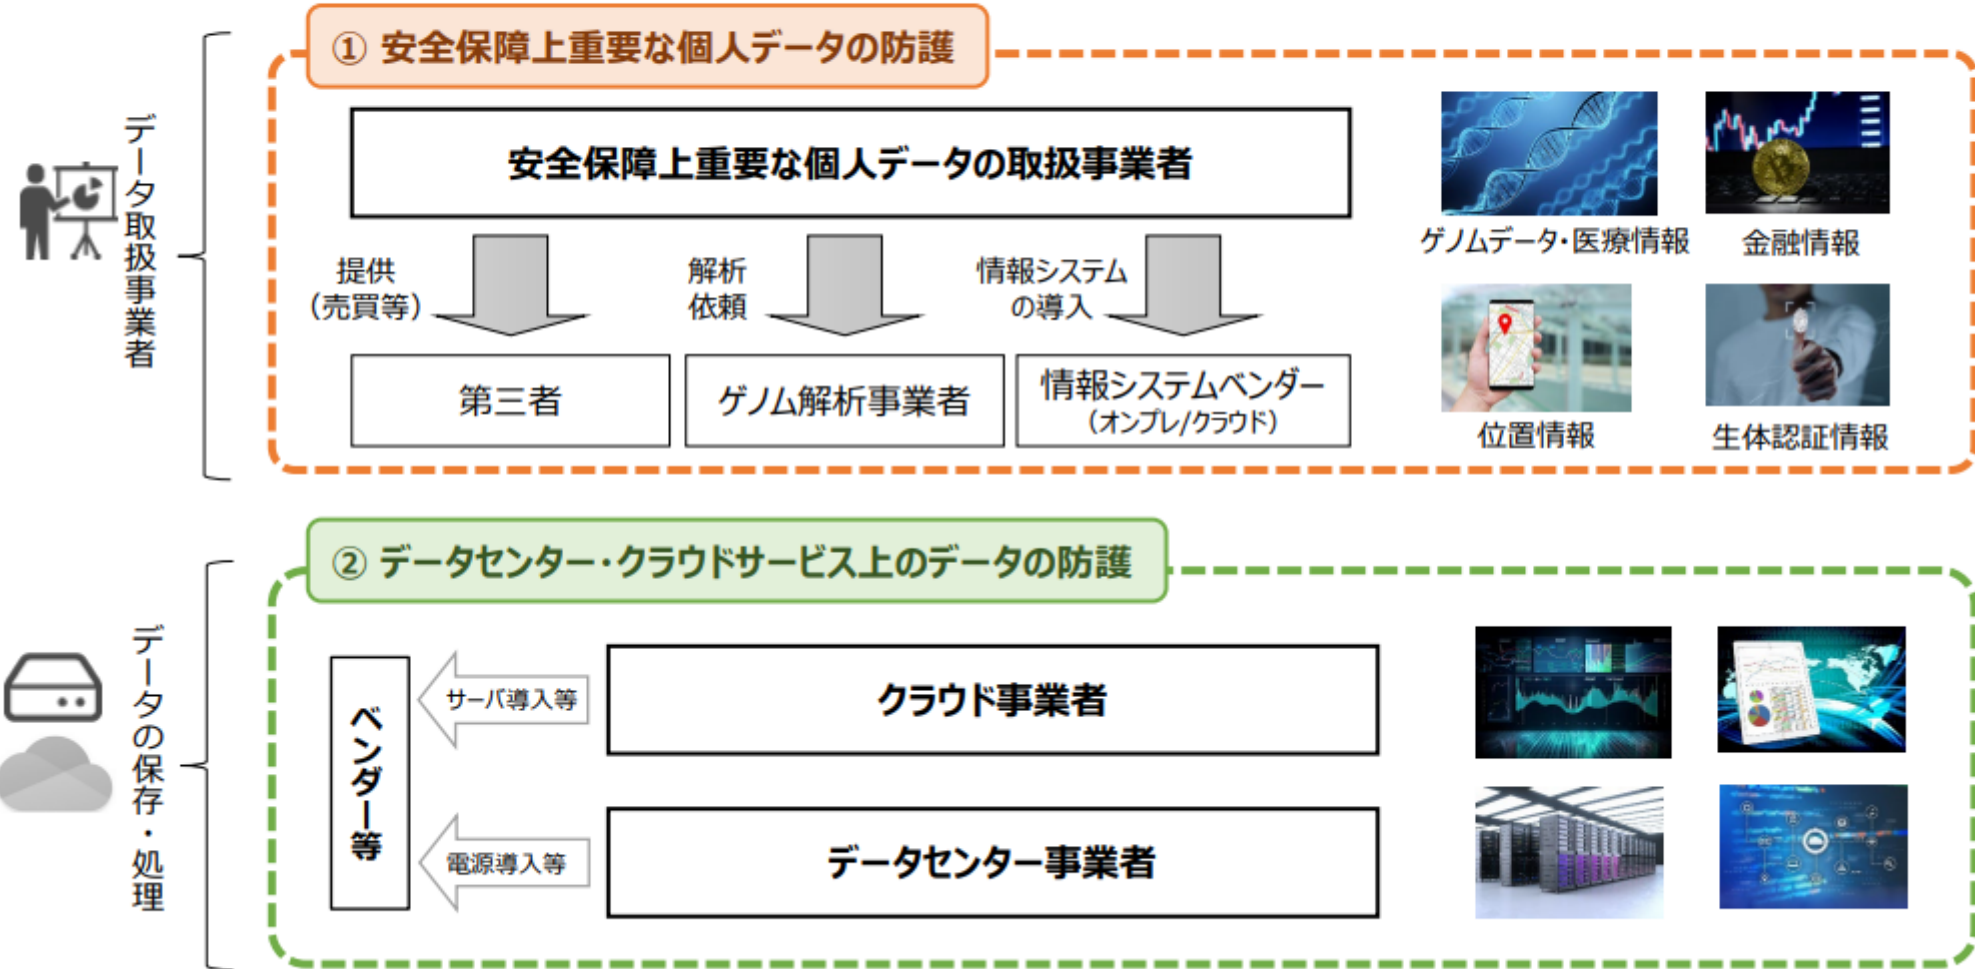 ① 安全保障上重要な個人データの防護
データ取扱事業者
安全保障上重要な個人データの取扱事業者
提供
（売買等）
解析
依頼
情報システム
の導入
第三者
ゲノム解析事業者
情報システムベンダー
（オンプレ/クラウド）
ゲノムデータ・医療情報
金融情報
位置情報
生体認証情報
② データセンター・クラウドサービス上のデータの防護
データの保存・処理
ベンダー等
サーバ導入等
クラウド事業者
電源導入等
データセンター事業者